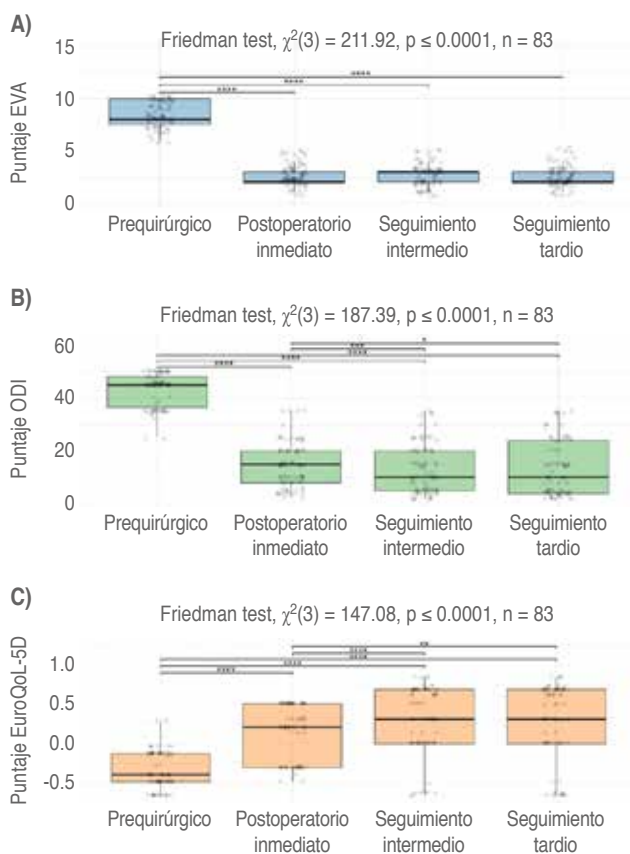 A)
Friedman test, χ²(3) = 211.92, p ≤ 0.0001, n = 83
Puntaje EVA
15
10
5
0
****
****
****
Prequirúrgico
Postoperatorio
inmediato
Seguimiento
intermedio
Seguimiento
tardio
B)
Friedman test, χ²(3) = 187.39, p ≤ 0.0001, n = 83
Puntaje ODI
60
40
20
0
*
***
****
****
****
Prequirúrgico
Postoperatorio
inmediato
Seguimiento
intermedio
Seguimiento
tardio
C)
Friedman test, χ²(3) = 147.08, p ≤ 0.0001, n = 83
Puntaje EuroQoL-5D
1.0
0.5
0.0
-0.5
**
****
****
****
****
Prequirúrgico
Postoperatorio
inmediato
Seguimiento
intermedio
Seguimiento
tardio